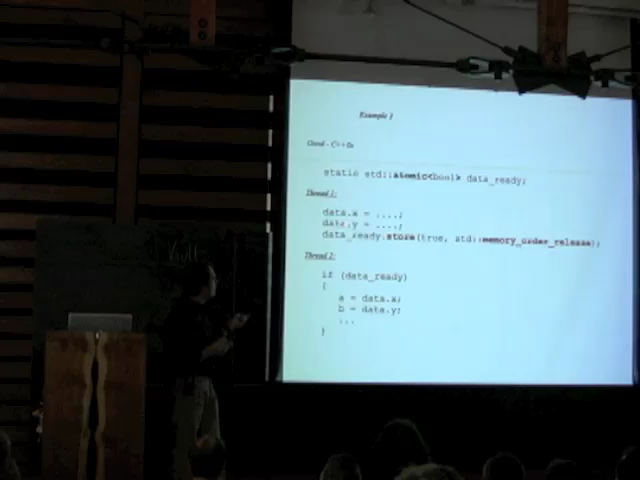 Example 1
Good - C++0x
static std::atomic<bool> data_ready;
Thread 1:
data.x = ....;
data.y = ....;
data_ready.store(true, std::memory_order_release);
Thread 2:
if (data_ready)
{
a = data.x;
b = data.y;
...
}